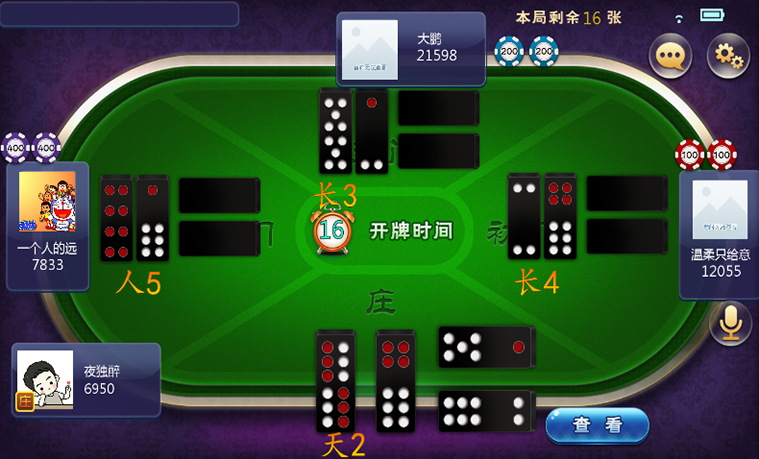 本局剩余16张
大鹏
21598
200
200
400
400
100
100
一个人的远
7833
温柔只给意
12055
长3
16
开牌时间
门
初
人5
长4
庄
夜独醉
6950
庄
天2
查看